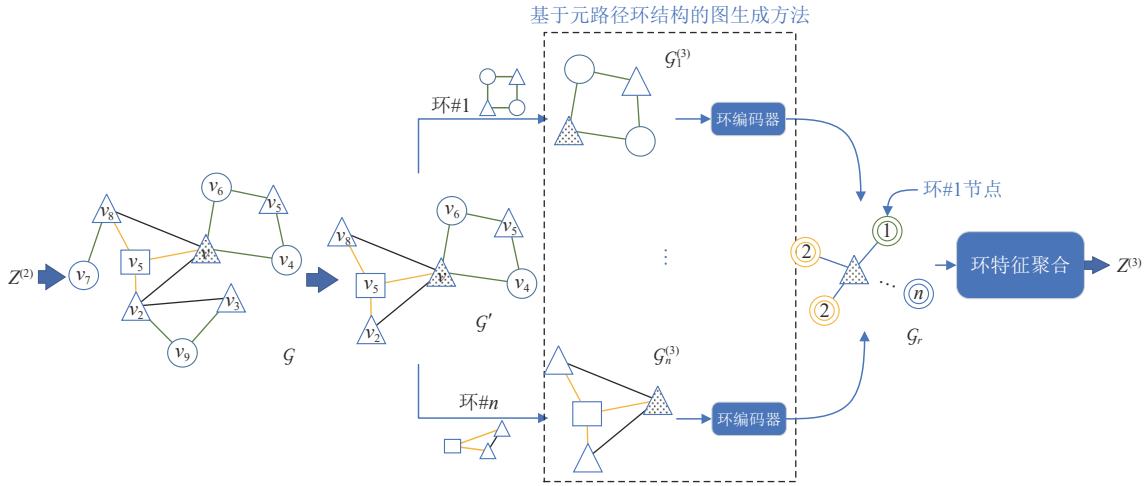 基于元路径环结构的图生成方法
𝒢₁⁽³⁾
环#1
环编码器
v₆
v₅
v₈
v
v₅
v₄
v₇
v₂
v₃
v₉
Z⁽²⁾
𝒢
v₆
v₅
v₈
v
v₅
v₄
v₂
𝒢′
⋮
环#1节点
1
2
2
…
n
𝒢ᵣ
环特征聚合
Z⁽³⁾
环#n
𝒢ₙ⁽³⁾
环编码器